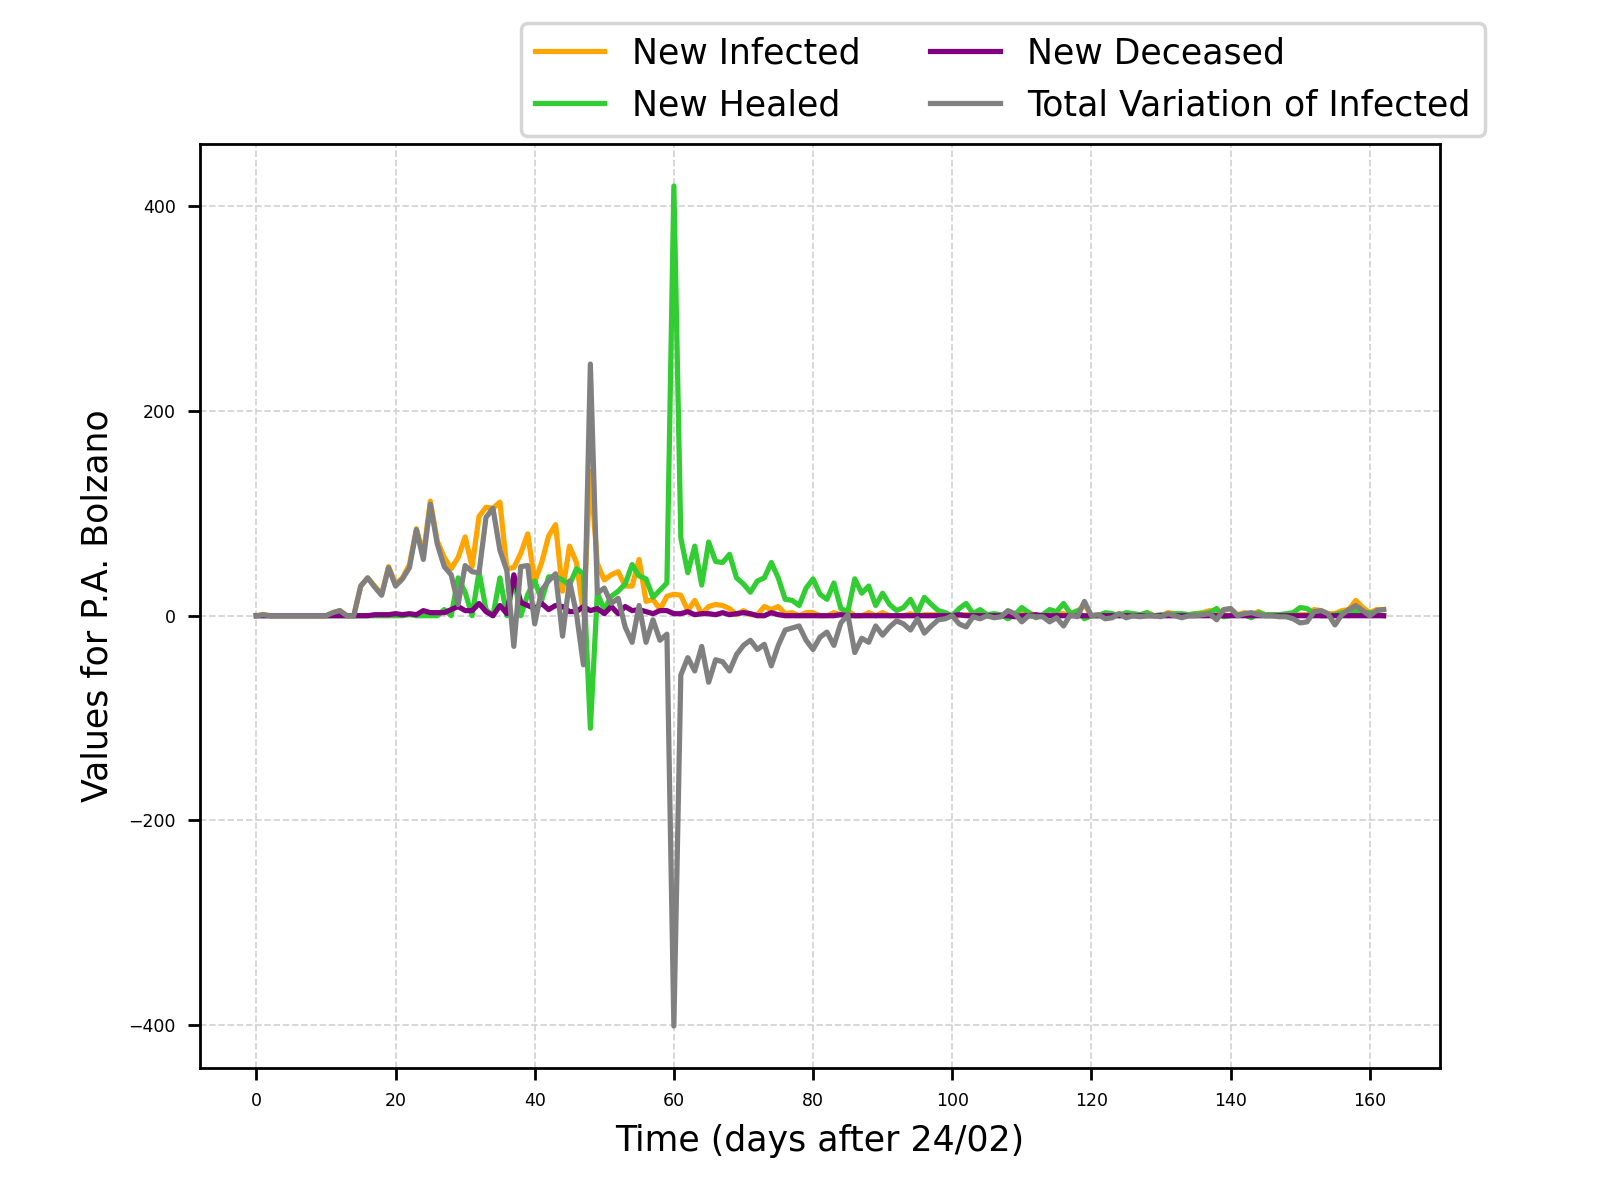 New Infected
New Healed
New Deceased
Total Variation of Infected
Values for P.A. Bolzano
400
200
0
−200
−400
0 20 40 60 80 100 120 140 160
Time (days after 24/02)